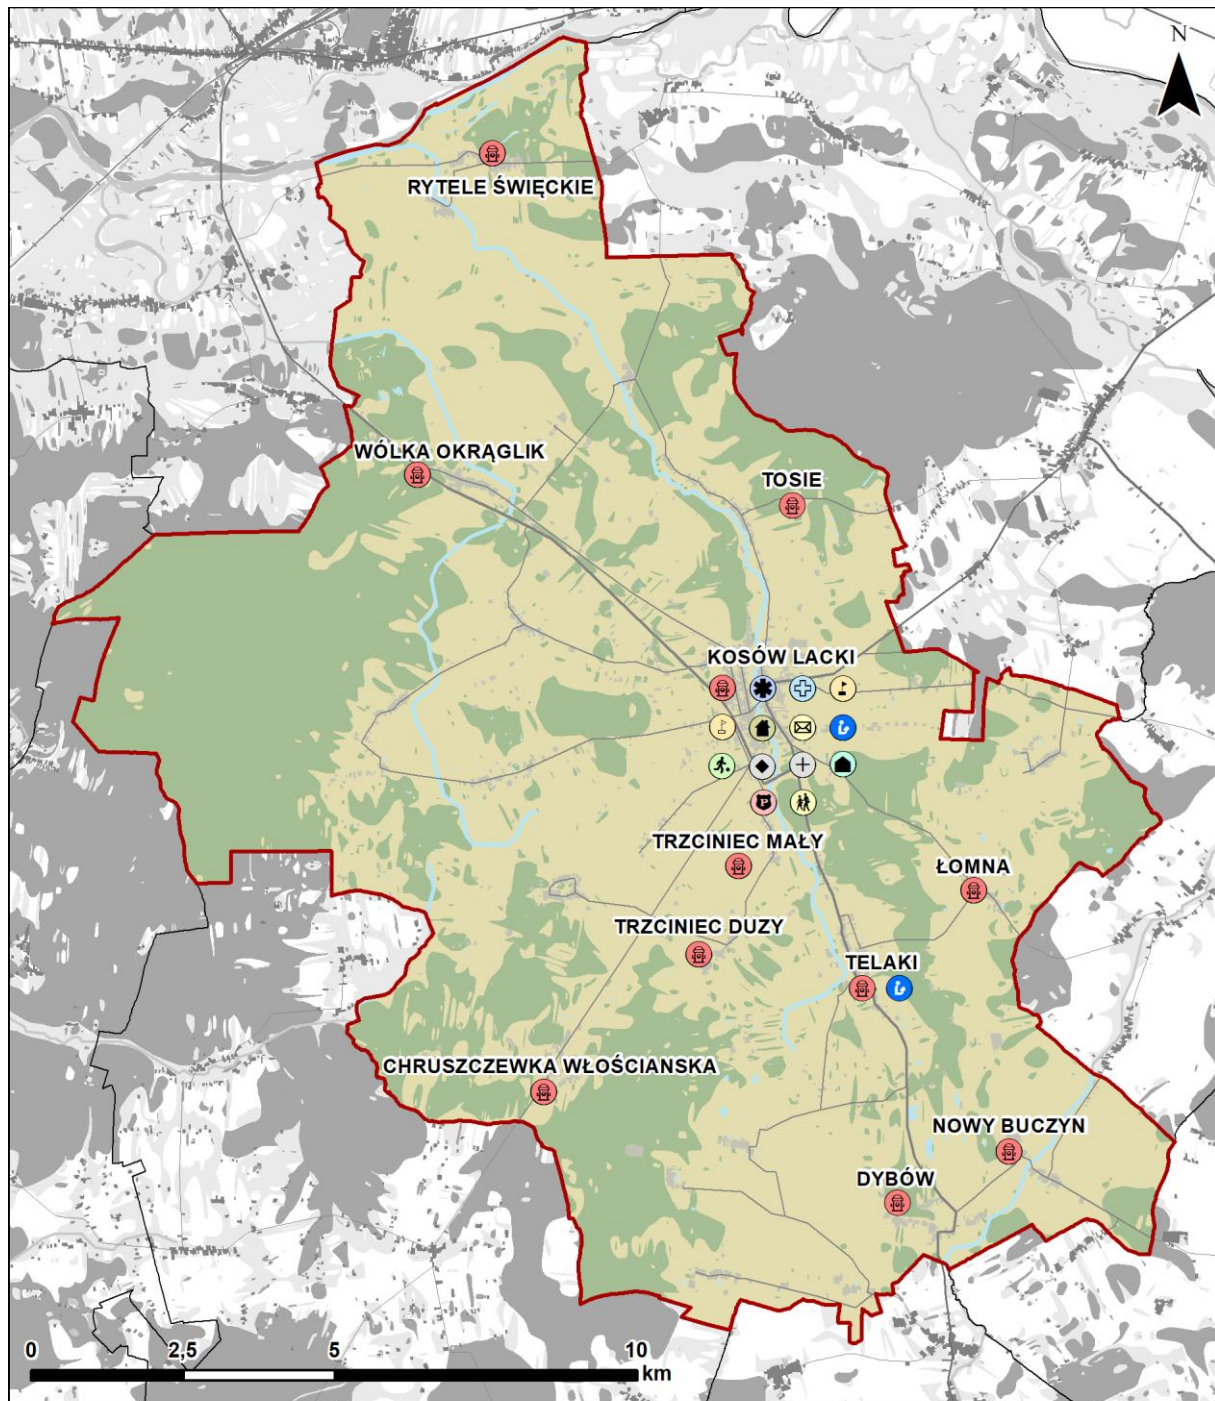 N
RYTELE ŚWIĘCKIE
WÓLKA OKRĄGLIK
TOSIE
KOSÓW LACKI
P
TRZCINIEC MAŁY
ŁOMNA
TRZCINIEC DUZY
TELAKI
CHRUSZCZEWKA WŁOŚCIANSKA
NOWY BUCZYN
DYBÓW
0 2,5 5 10
km